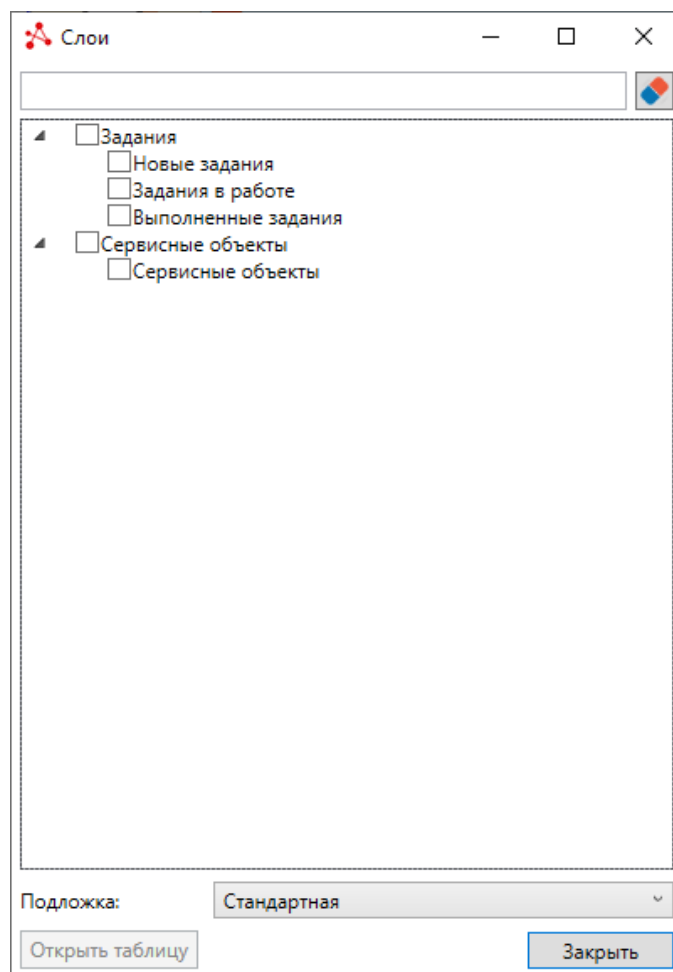 Слои
Задания
Новые задания
Задания в работе
Выполненные задания
Сервисные объекты
Сервисные объекты
Подложка: Стандартная
Открыть таблицу Закрыть